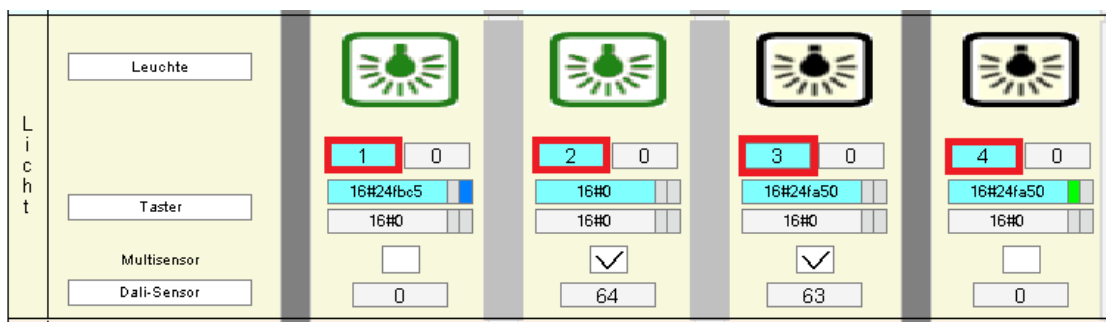 Licht
Leuchte
1 0 2 0 3 0 4 0
16#24fbc5 16#0 16#24fa50 16#24fa50
Taster
16#0 16#0 16#0 16#0
Multisensor
Dali-Sensor 0 64 63 0